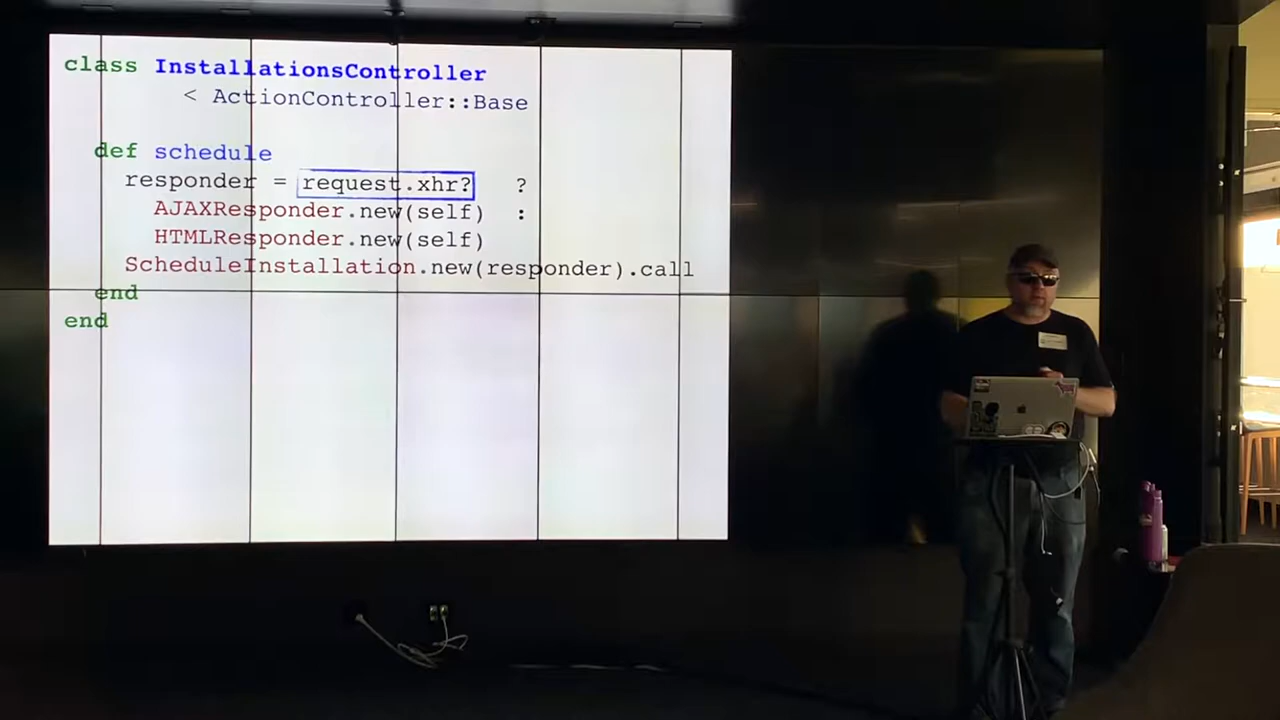 class InstallationsController
< ActionController::Base
def schedule
responder = request.xhr? ?
AJAXResponder.new(self) :
HTMLResponder.new(self)
ScheduleInstallation.new(responder).call
end
end